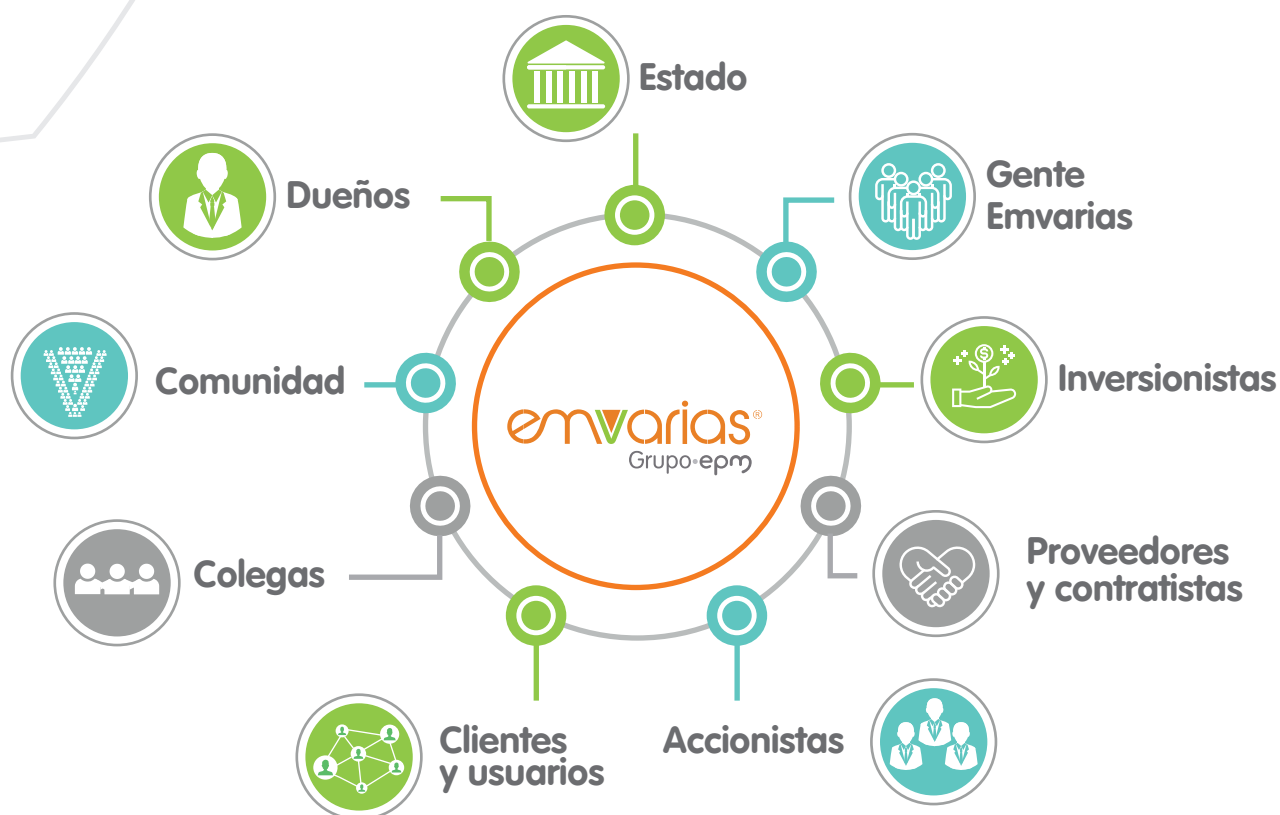 Estado
Dueños
Gente
Emvarias
Comunidad
Inversionistas
emvarias®
Grupo·epm
Colegas
Proveedores
y contratistas
Clientes
y usuarios
Accionistas
$